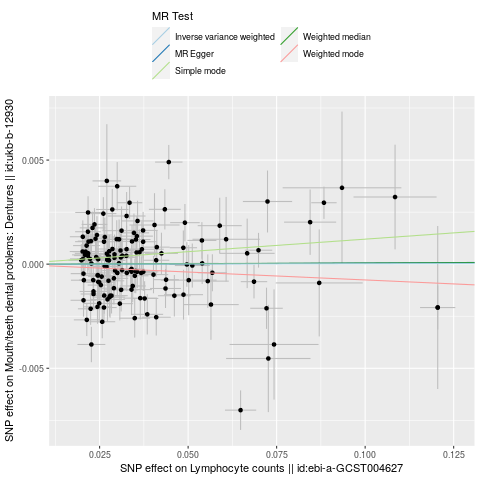 MR Test
Inverse variance weighted
MR Egger
Simple mode
Weighted median
Weighted mode
SNP effect on Mouth/teeth dental problems: Dentures || id:ukb-b-12930
0.005
0.000
-0.005
0.025
0.050
0.075
0.100
0.125
SNP effect on Lymphocyte counts || id:ebi-a-GCST004627